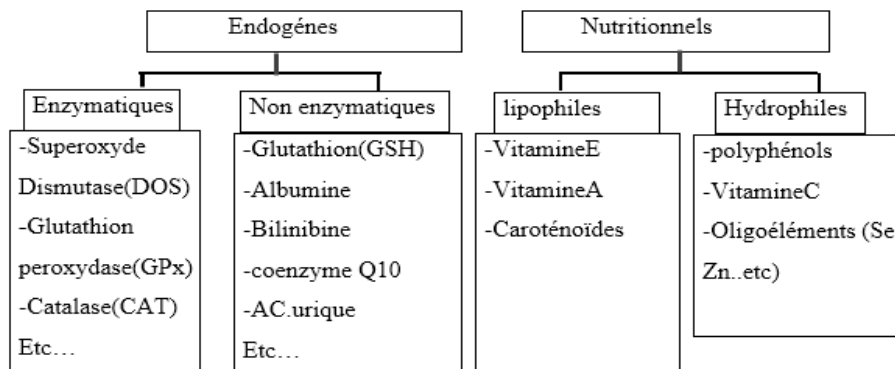 Endogénes
Nutritionnels
Enzymatiques
Non enzymatiques
lipophiles
Hydrophiles
-Superoxyde
Dismutase(DOS)
-Glutathion
peroxydase(GPx)
-Catalase(CAT)
Etc…
-Glutathion(GSH)
-Albumine
-Bilinibine
-coenzyme Q10
-AC.urique
Etc…
-VitamineE
-VitamineA
-Caroténoïdes
-polyphénols
-VitamineC
-Oligoéléments (Se
Zn..etc)